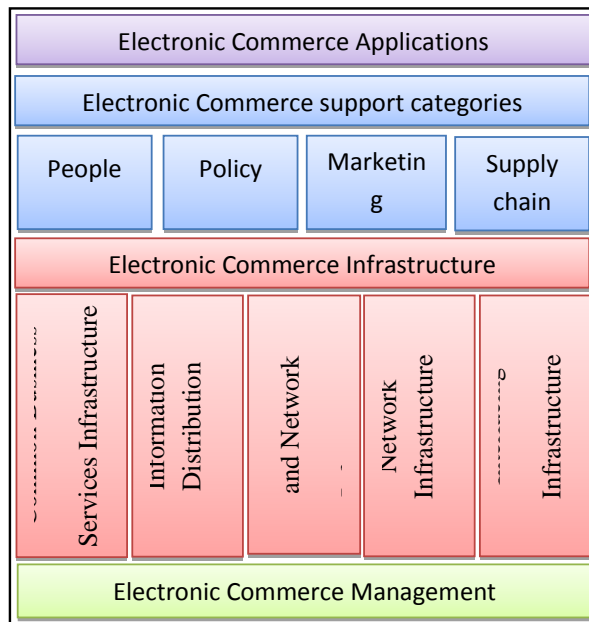 Electronic Commerce Applications
Electronic Commerce support categories
People
Policy
Marketin
g
Supply
chain
Electronic Commerce Infrastructure
Services Infrastructure
Information
Distribution
and Network
Network
Infrastructure
Infrastructure
Electronic Commerce Management